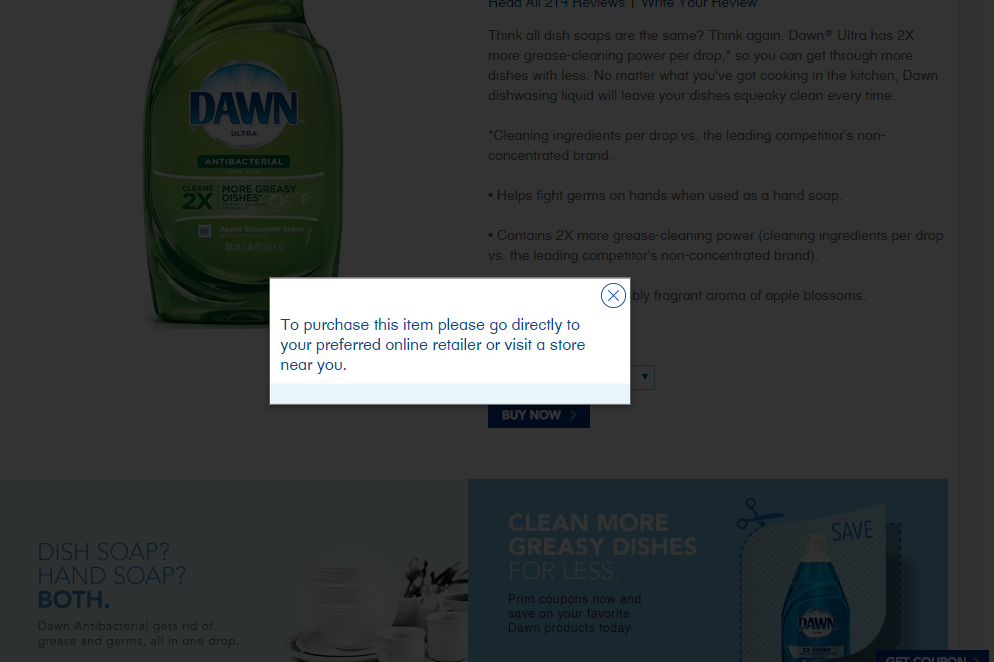 Read All 214 Reviews | Write Your Review
Think all dish soaps are the same? Think again. Dawn® Ultra has 2X
more grease-cleaning power per drop,* so you can get through more
dishes with less. No matter what you've got cooking in the kitchen, Dawn
dishwasing liquid will leave your dishes squeaky clean every time.
*Cleaning ingredients per drop vs. the leading competitior's non-
concentrated brand.
• Helps fight germs on hands when used as a hand soap.
• Contains 2X more grease-cleaning power (cleaning ingredients per drop
vs. the leading competitor's non-concentrated brand).
bly fragrant aroma of apple blossoms.
DAWN
ULTRA
ANTIBACTERIAL
CLEANS
2X
MORE GREASY
DISHES*
Apple Blossom Scent
To purchase this item please go directly to
your preferred online retailer or visit a store
near you.
BUY NOW
DISH SOAP?
HAND SOAP?
BOTH.
Dawn Antibacterial gets rid of
grease and germs, all in one drop.
CLEAN MORE
GREASY DISHES
FOR LESS.
Print coupons now and
save on your favorite
Dawn products today.
SAVE
DAWN
GET COUPON